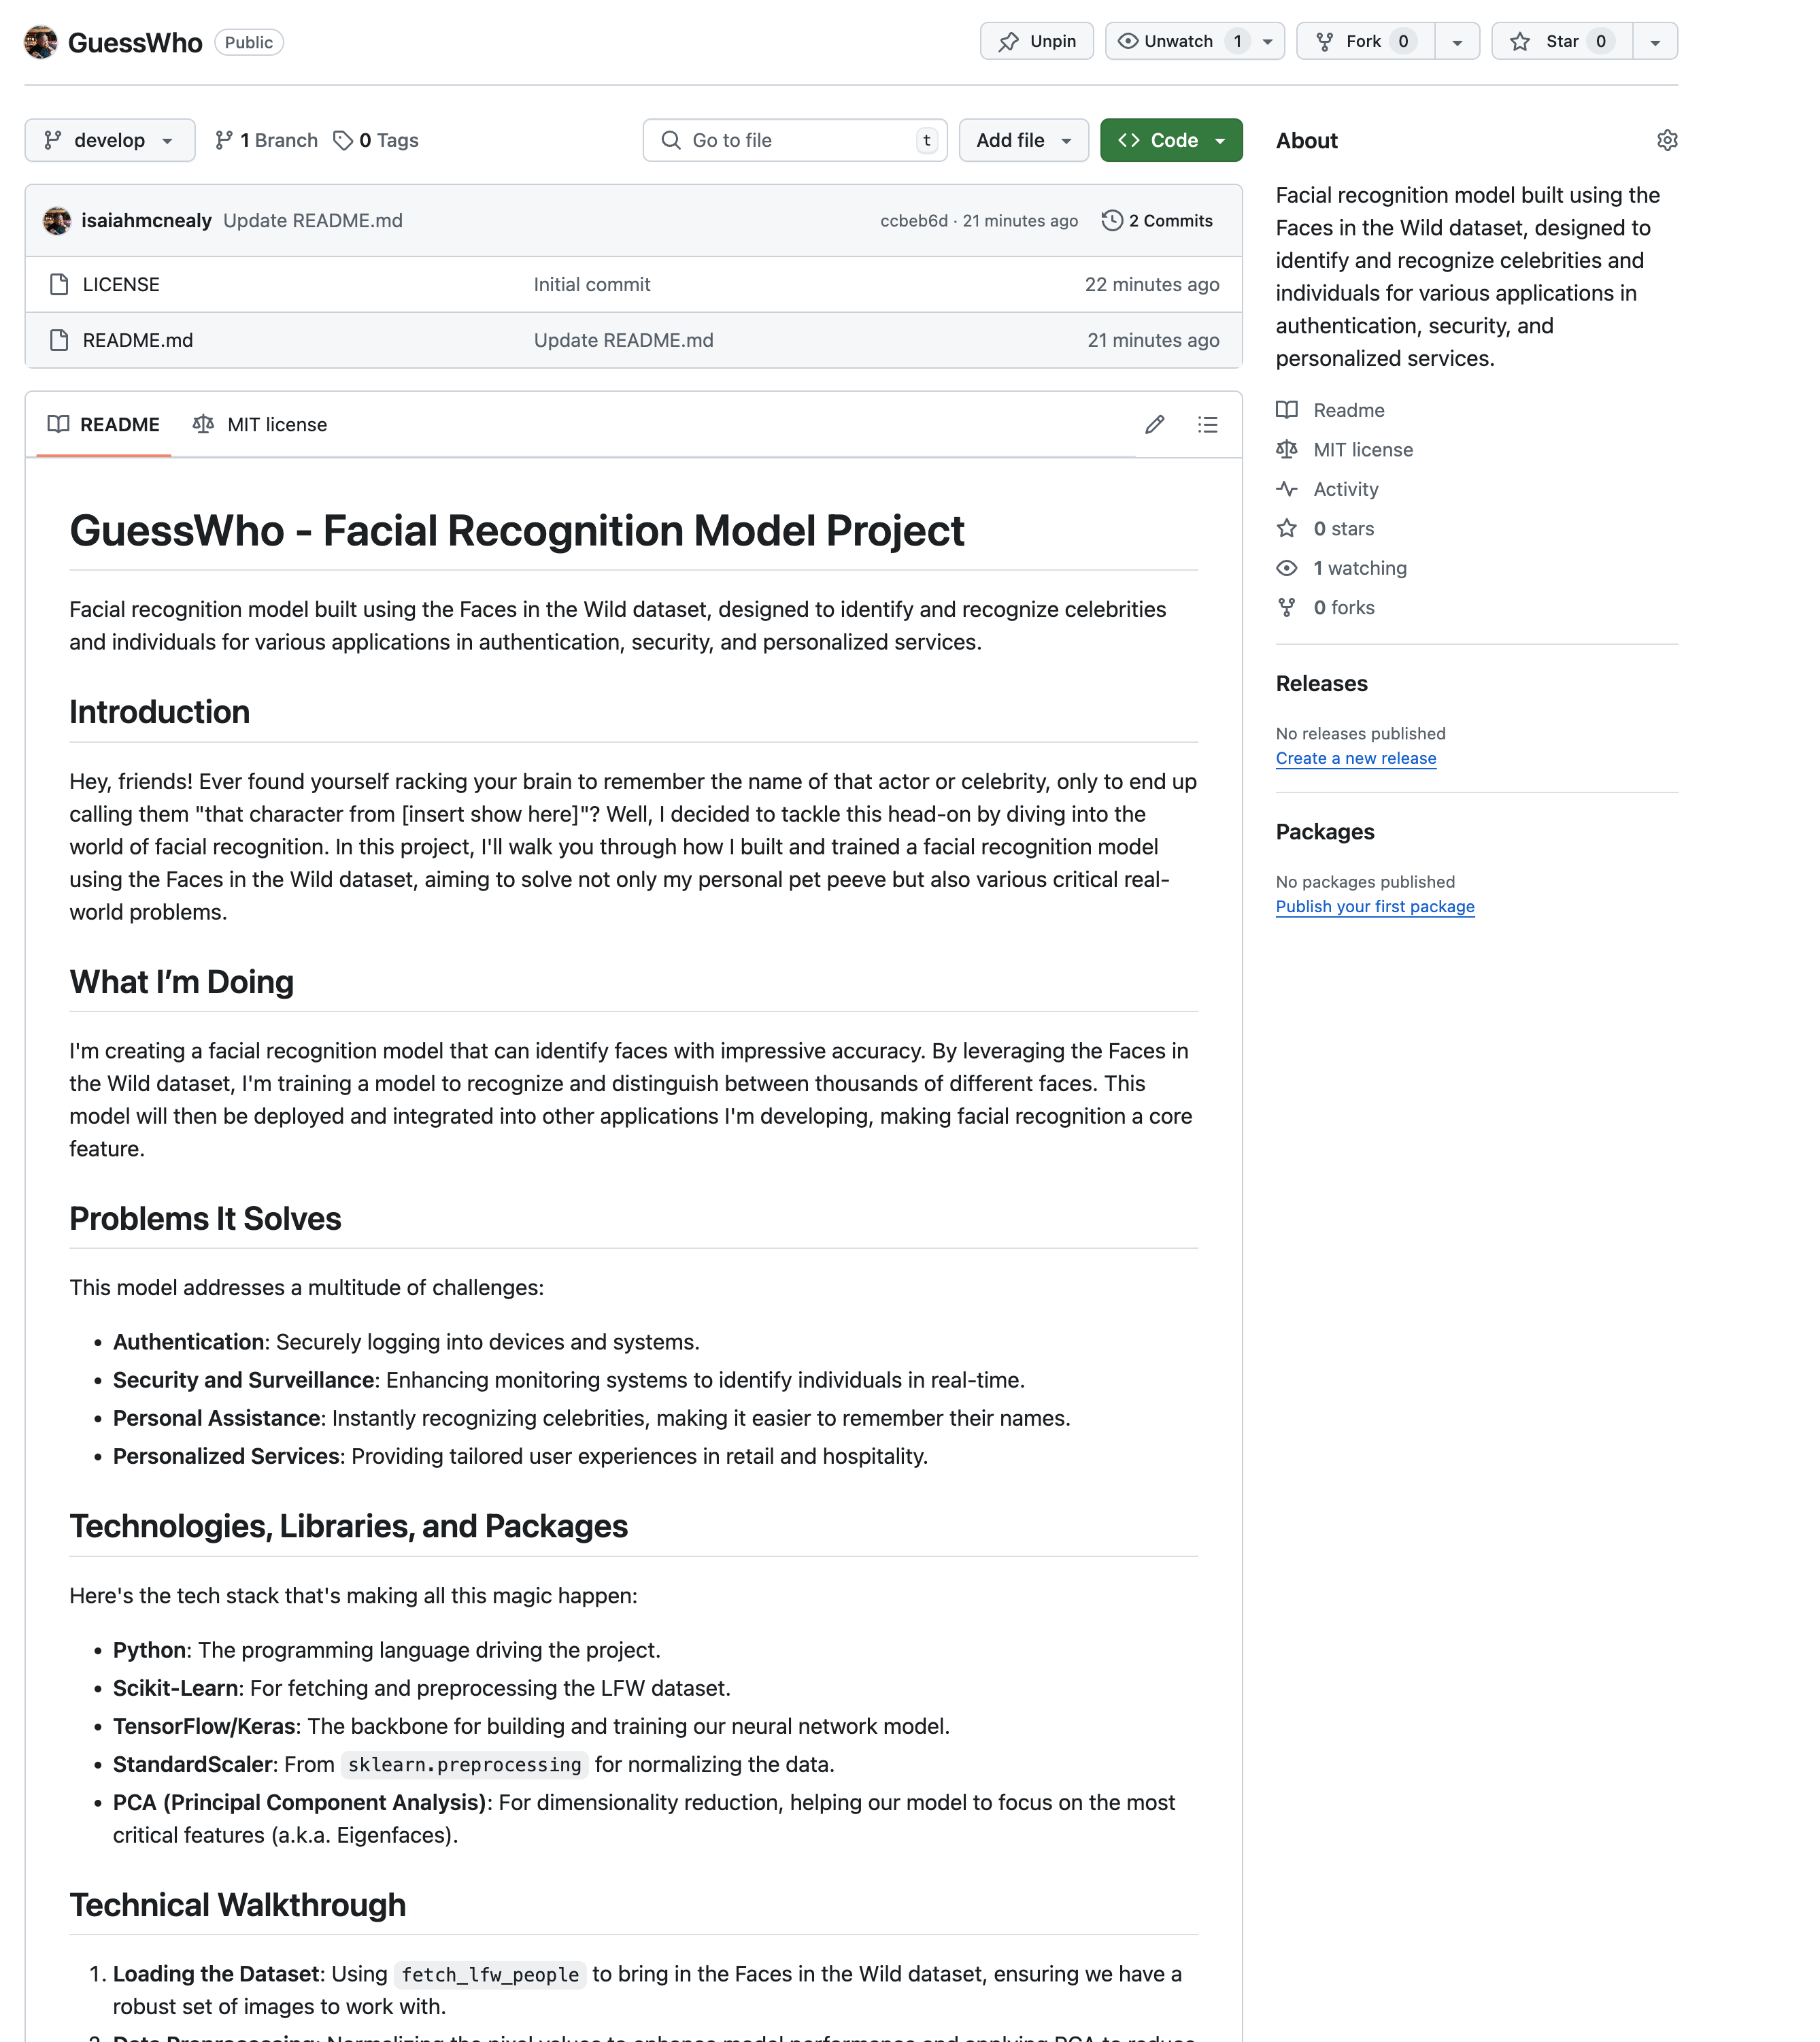 GuessWho Public Unpin Unwatch 1 Fork 0 Star 0
develop 1 Branch 0 Tags Go to file t Add file Code
isaiahmcnealy Update README.md ccbeb6d · 21 minutes ago 2 Commits
LICENSE Initial commit 22 minutes ago
README.md Update README.md 21 minutes ago
README MIT license
GuessWho - Facial Recognition Model Project
Facial recognition model built using the Faces in the Wild dataset, designed to identify and recognize celebrities
and individuals for various applications in authentication, security, and personalized services.
Introduction
Hey, friends! Ever found yourself racking your brain to remember the name of that actor or celebrity, only to end up
calling them "that character from [insert show here]"? Well, I decided to tackle this head-on by diving into the
world of facial recognition. In this project, I'll walk you through how I built and trained a facial recognition model
using the Faces in the Wild dataset, aiming to solve not only my personal pet peeve but also various critical real-
world problems.
What I’m Doing
I'm creating a facial recognition model that can identify faces with impressive accuracy. By leveraging the Faces in
the Wild dataset, I'm training a model to recognize and distinguish between thousands of different faces. This
model will then be deployed and integrated into other applications I'm developing, making facial recognition a core
feature.
Problems It Solves
This model addresses a multitude of challenges:
• Authentication: Securely logging into devices and systems.
• Security and Surveillance: Enhancing monitoring systems to identify individuals in real-time.
• Personal Assistance: Instantly recognizing celebrities, making it easier to remember their names.
• Personalized Services: Providing tailored user experiences in retail and hospitality.
Technologies, Libraries, and Packages
Here's the tech stack that's making all this magic happen:
• Python: The programming language driving the project.
• Scikit-Learn: For fetching and preprocessing the LFW dataset.
• TensorFlow/Keras: The backbone for building and training our neural network model.
• StandardScaler: From sklearn.preprocessing for normalizing the data.
• PCA (Principal Component Analysis): For dimensionality reduction, helping our model to focus on the most
critical features (a.k.a. Eigenfaces).
Technical Walkthrough
1. Loading the Dataset: Using fetch_lfw_people to bring in the Faces in the Wild dataset, ensuring we have a
robust set of images to work with.
2. Data Preprocessing: Normalizing the pixel values to enhance model performance and applying PCA to reduce
About
Facial recognition model built using the
Faces in the Wild dataset, designed to
identify and recognize celebrities and
individuals for various applications in
authentication, security, and
personalized services.
Readme
MIT license
Activity
0 stars
1 watching
0 forks
Releases
No releases published
Create a new release
Packages
No packages published
Publish your first package